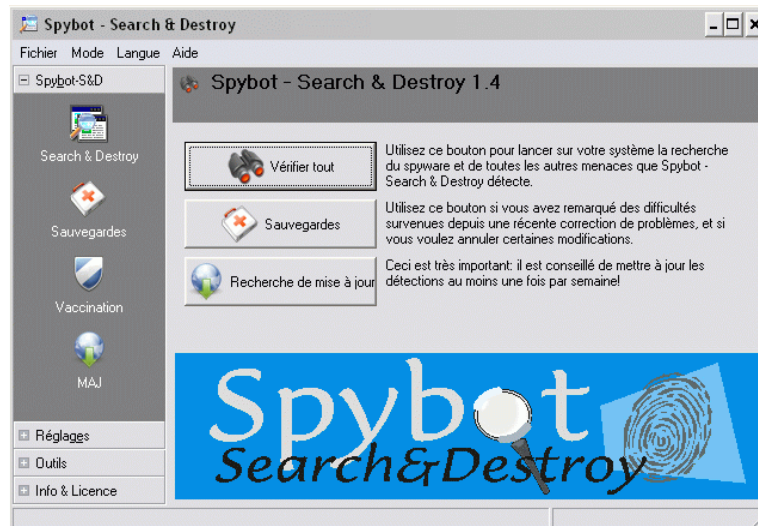 Spybot - Search & Destroy
Fichier Mode Langue Aide
Spybot-S&D
Search & Destroy
Sauvegardes
Vaccination
MAJ
Réglages
Outils
Info & Licence
Spybot - Search & Destroy 1.4
Vérifier tout
Utilisez ce bouton pour lancer sur votre système la recherche
du spyware et de toutes les autres menaces que Spybot -
Search & Destroy détecte.
Sauvegardes
Utilisez ce bouton si vous avez remarqué des difficultés
survenues depuis une récente correction de problèmes, et si
vous voulez annuler certaines modifications.
Recherche de mise à jour
Ceci est très important: il est conseillé de mettre à jour les
détections au moins une fois par semaine!
Spybot
Search&Destroy